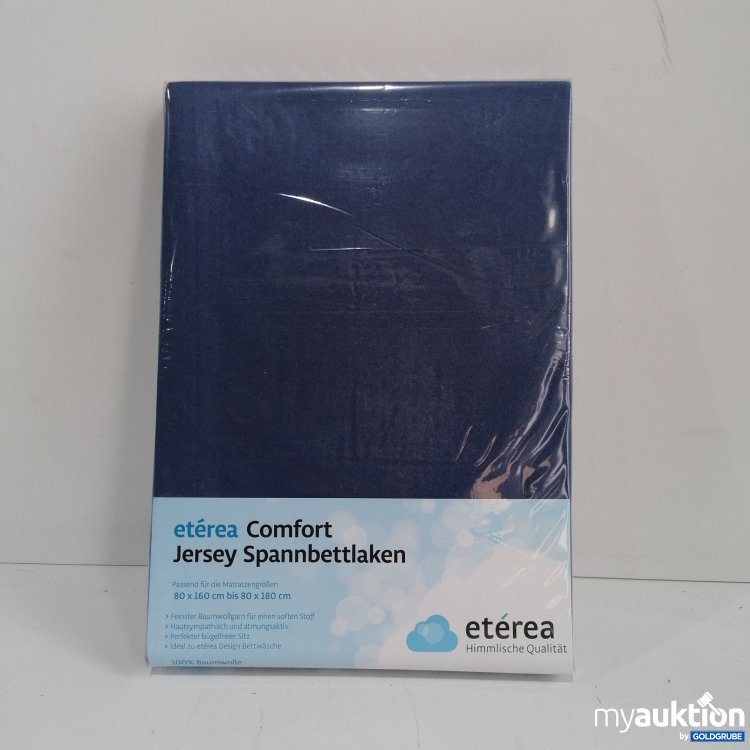 etérea Comfort
Jersey Spannbettlaken
Passend für die Matratzengrößen
80 x 160 cm bis 80 x 180 cm
> Feinster Baumwollgarn für einen soften Stoff
> Hautsympathisch und atmungsaktiv
> Perfekter bügelfreier Sitz
> Ideal zu etérea Design Bettwäsche
100% Baumwolle
etérea
Himmlische Qualität
myauktion
by GOLDGRUBE